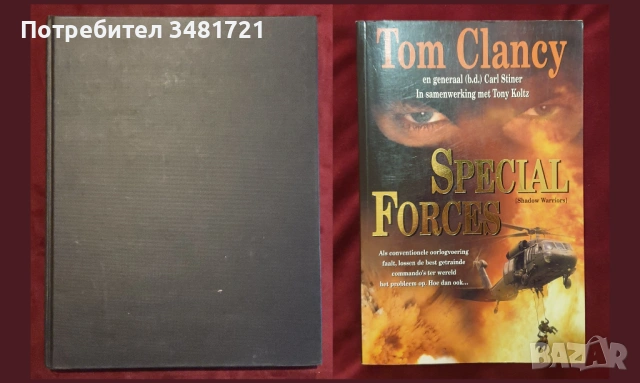 Потребител 3481721
Tom Clancy
en generaal (b.d.) Carl Stiner
In samenwerking met Tony Koltz
SPECIAL
(Shadow Warriors)
FORCES
Als conventionele oorlogvoering
faalt, lossen de best getrainde
commando's ter wereld
het probleem op. Hoe dan ook...
BAZAR